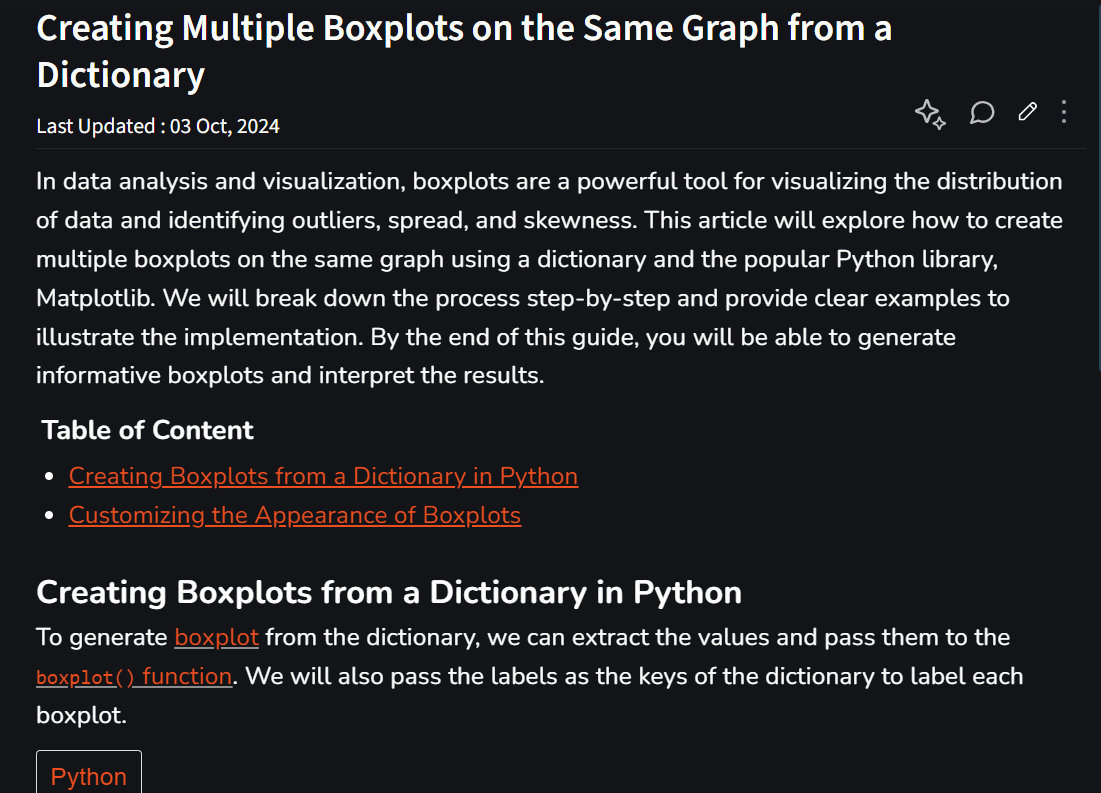 Creating Multiple Boxplots on the Same Graph from a
Dictionary
Last Updated : 03 Oct, 2024
In data analysis and visualization, boxplots are a powerful tool for visualizing the distribution
of data and identifying outliers, spread, and skewness. This article will explore how to create
multiple boxplots on the same graph using a dictionary and the popular Python library,
Matplotlib. We will break down the process step-by-step and provide clear examples to
illustrate the implementation. By the end of this guide, you will be able to generate
informative boxplots and interpret the results.
Table of Content
Creating Boxplots from a Dictionary in Python
Customizing the Appearance of Boxplots
Creating Boxplots from a Dictionary in Python
To generate boxplot from the dictionary, we can extract the values and pass them to the
boxplot() function. We will also pass the labels as the keys of the dictionary to label each
boxplot.
Python